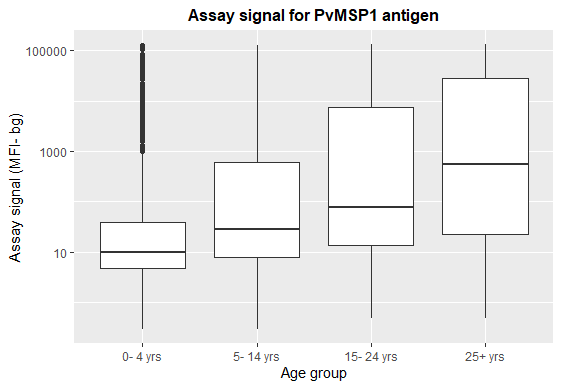 Assay signal for PvMSP1 antigen
Assay signal (MFI- bg)
100000
1000
10
0- 4 yrs
5- 14 yrs
15- 24 yrs
25+ yrs
Age group